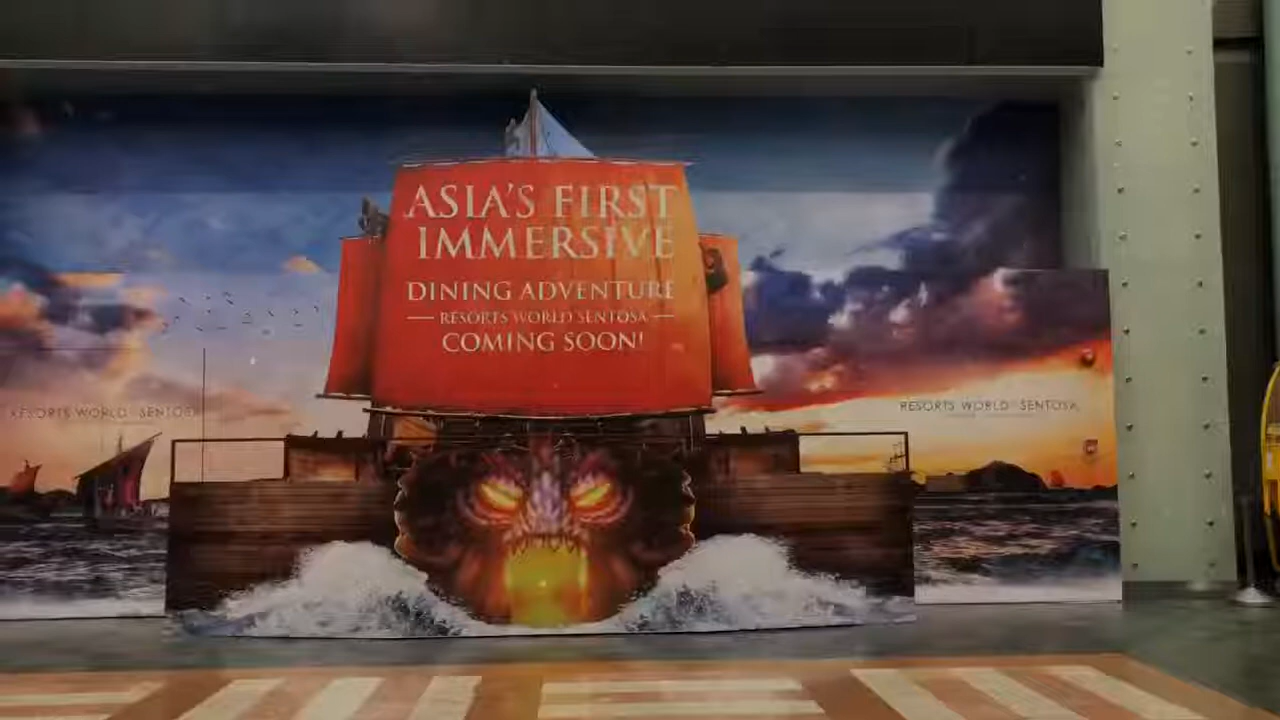 ASIA'S FIRST
IMMERSIVE
DINING ADVENTURE
RESORTS WORLD SENTOSA
COMING SOON!
RESORTS WORLD SENTOSA
RESORTS WORLD SENTOSA